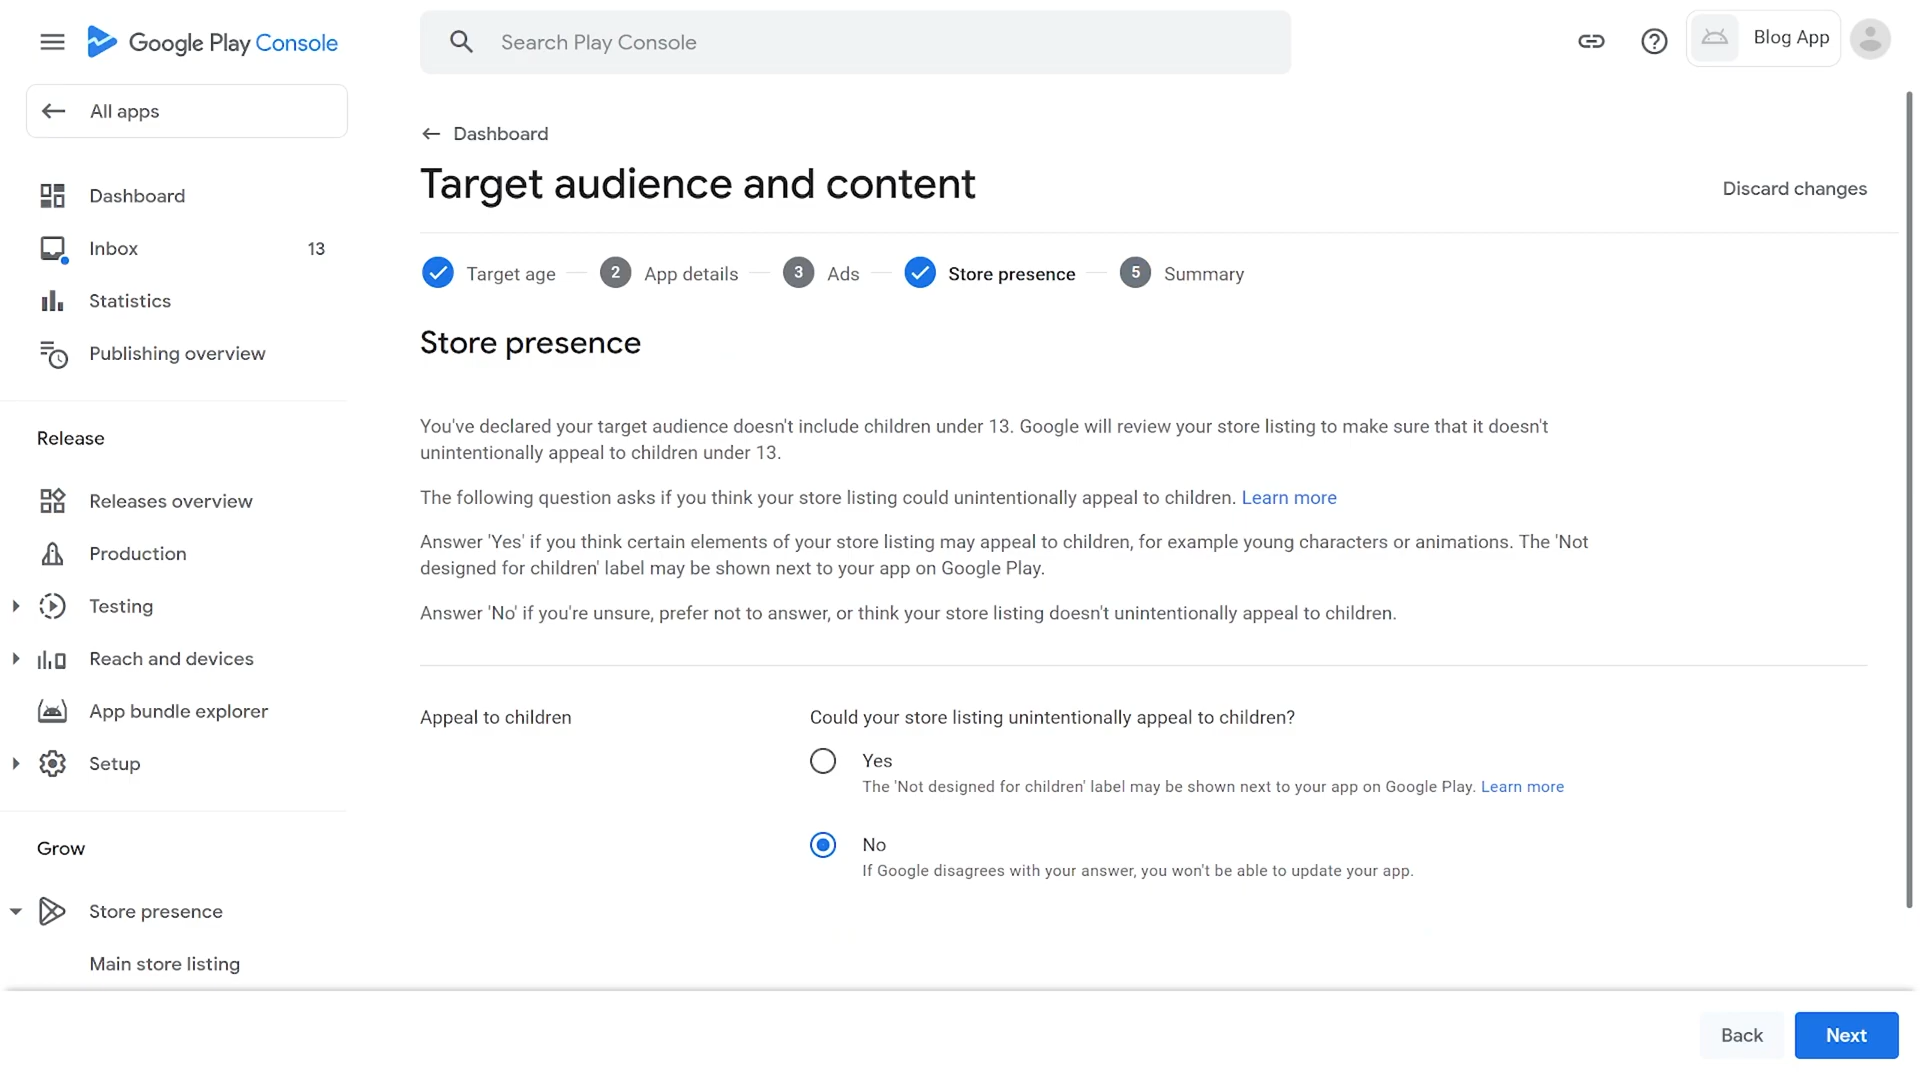 Google Play Console
Search Play Console
Blog App
All apps
Dashboard
Inbox 13
Statistics
Publishing overview
Release
Releases overview
Production
Testing
Reach and devices
App bundle explorer
Setup
Grow
Store presence
Main store listing
Dashboard
Target audience and content
Discard changes
Target age
2 App details
3 Ads
Store presence
5 Summary
Store presence
You've declared your target audience doesn't include children under 13. Google will review your store listing to make sure that it doesn't
unintentionally appeal to children under 13.
The following question asks if you think your store listing could unintentionally appeal to children. Learn more
Answer 'Yes' if you think certain elements of your store listing may appeal to children, for example young characters or animations. The 'Not
designed for children' label may be shown next to your app on Google Play.
Answer 'No' if you're unsure, prefer not to answer, or think your store listing doesn't unintentionally appeal to children.
Appeal to children
Could your store listing unintentionally appeal to children?
Yes
The 'Not designed for children' label may be shown next to your app on Google Play. Learn more
No
If Google disagrees with your answer, you won't be able to update your app.
Back
Next